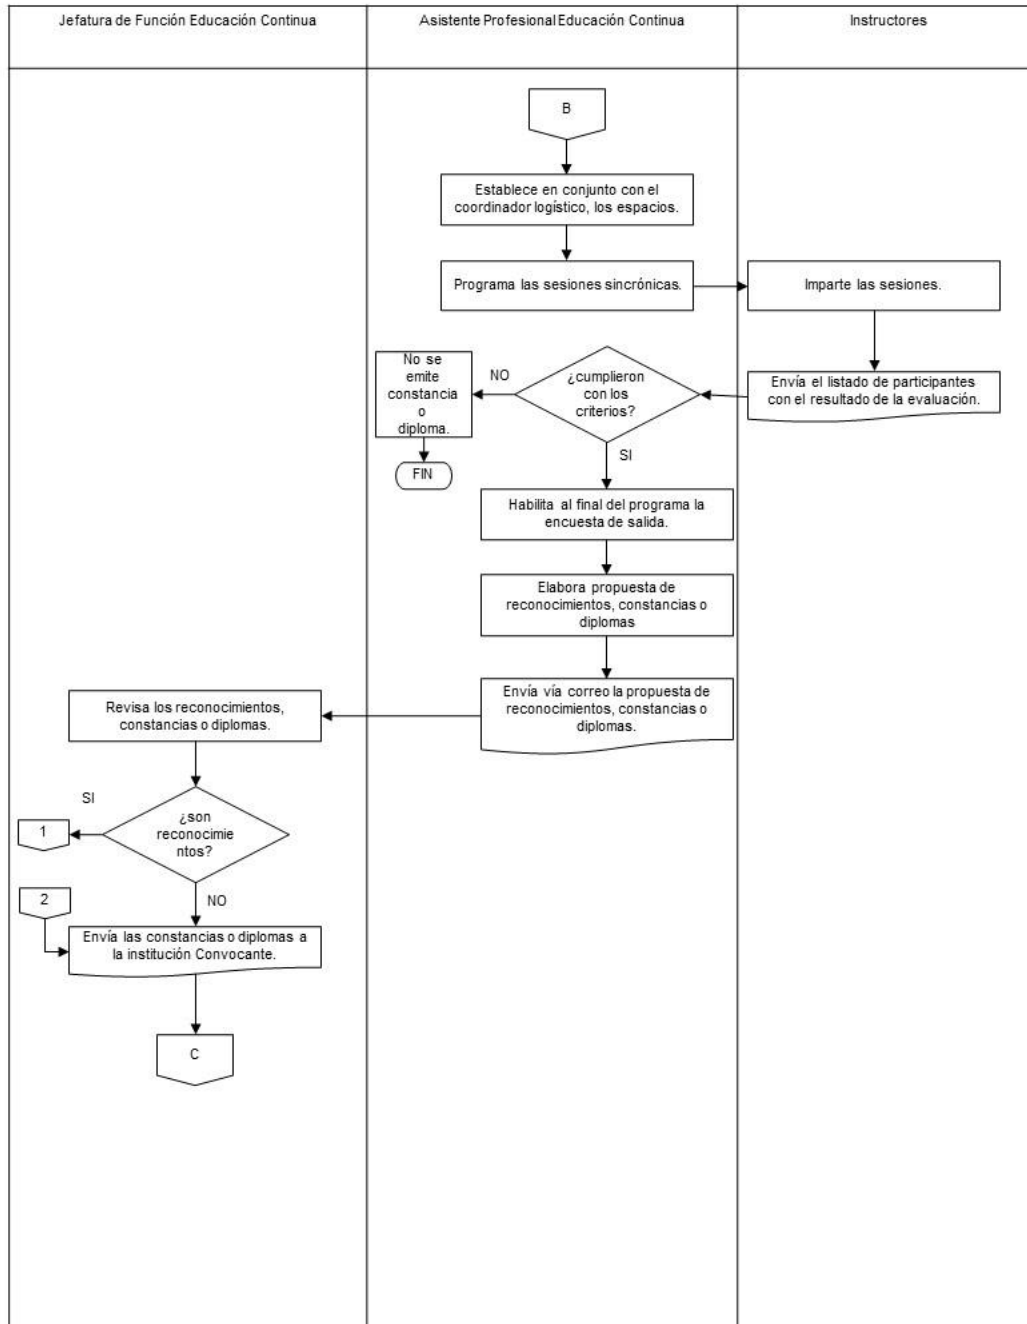 Jefatura de Función Educación Continua
Asistente Profesional Educación Continua
Instructores
B
Establece en conjunto con el
coordinador logístico, los espacios.
Programa las sesiones sincrónicas.
Imparte las sesiones.
Envía el listado de participantes
con el resultado de la evaluación.
¿cumplieron
con los
criterios?
NO
No se
emite
constancia
o
diploma.
FIN
SI
Habilita al final del programa la
encuesta de salida.
Elabora propuesta de
reconocimientos, constancias o
diplomas
Envía vía correo la propuesta de
reconocimientos, constancias o
diplomas.
Revisa los reconocimientos,
constancias o diplomas.
¿son
reconocimie
ntos?
SI
1
NO
2
Envía las constancias o diplomas a
la institución Convocante.
C